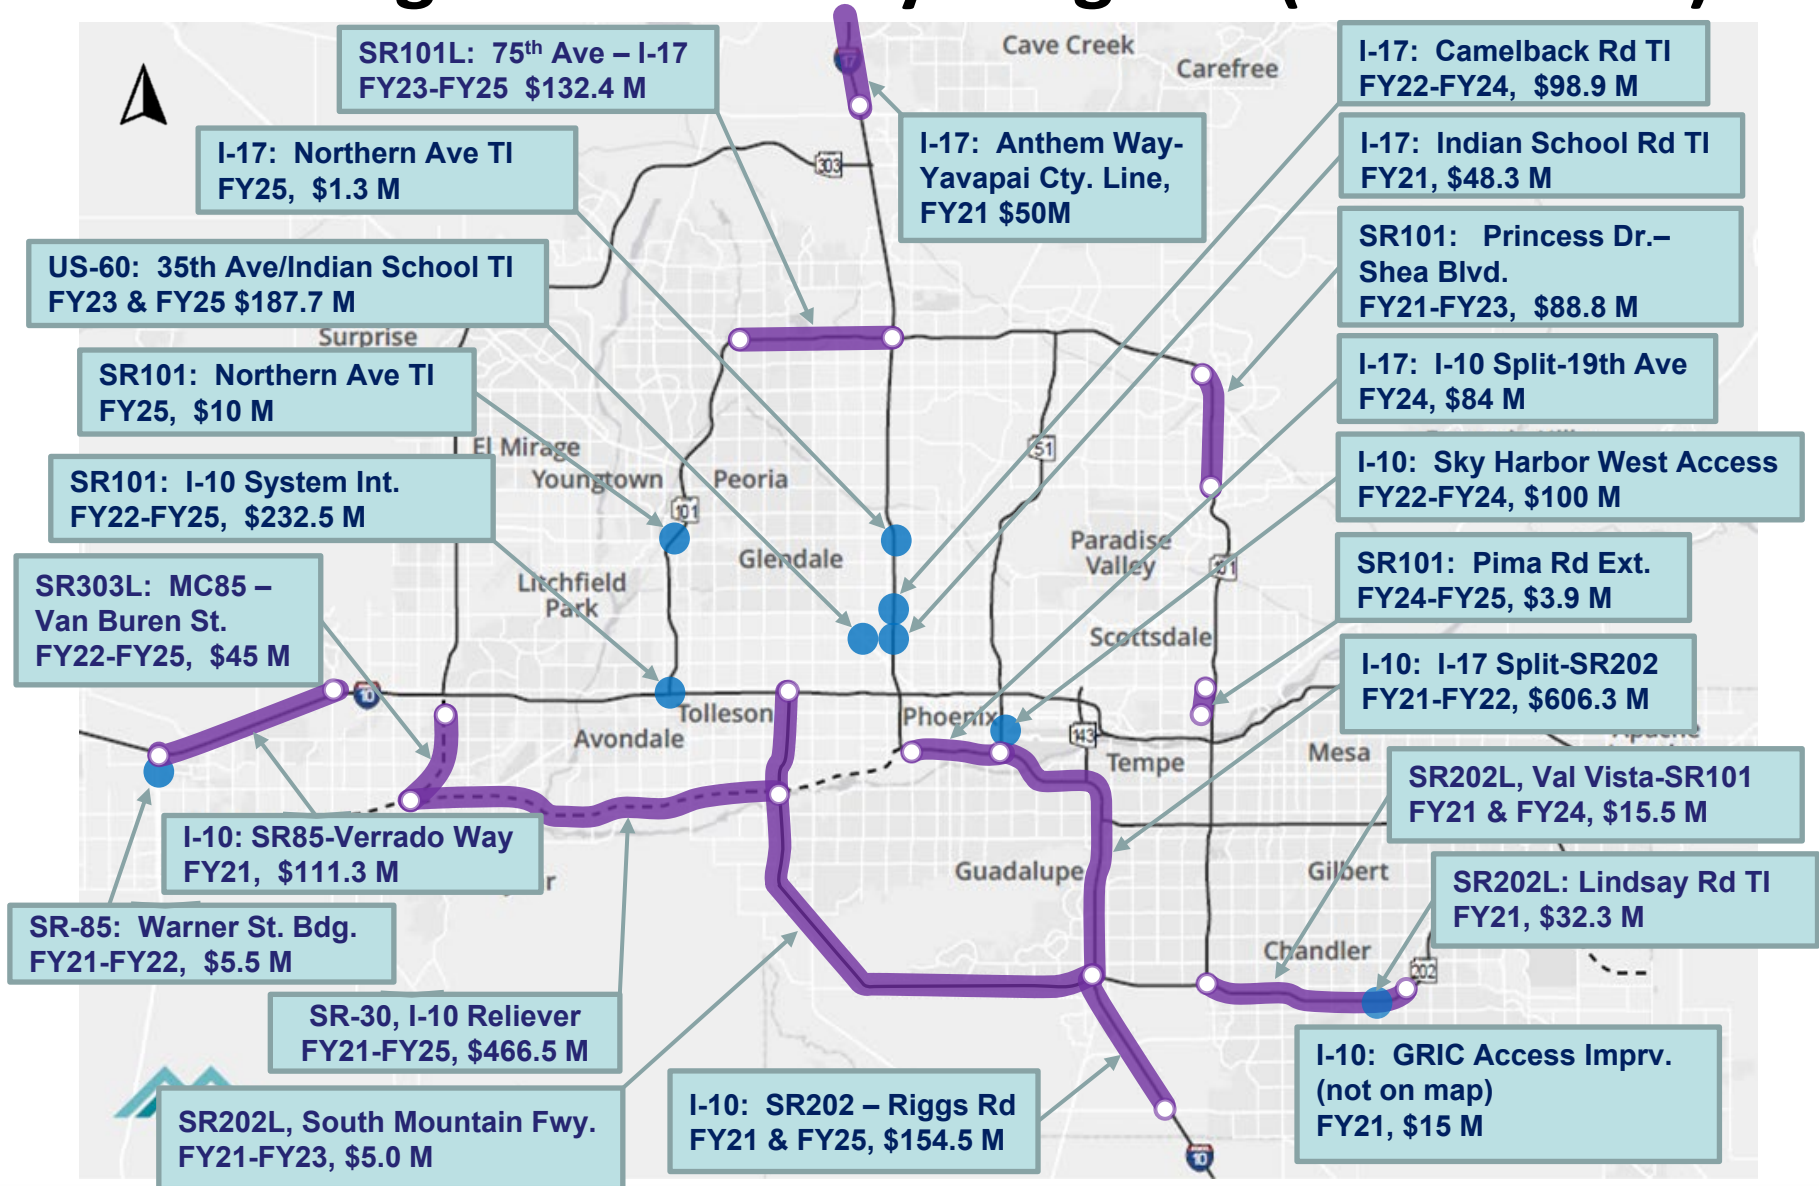 SR101L: 75th Ave – I-17
FY23-FY25 $132.4 M
I-17: Northern Ave TI
FY25, $1.3 M
US-60: 35th Ave/Indian School TI
FY23 & FY25 $187.7 M
SR101: Northern Ave TI
FY25, $10 M
SR101: I-10 System Int.
FY22-FY25, $232.5 M
SR303L: MC85 –
Van Buren St.
FY22-FY25, $45 M
I-10: SR85-Verrado Way
FY21, $111.3 M
SR-85: Warner St. Bdg.
FY21-FY22, $5.5 M
SR-30, I-10 Reliever
FY21-FY25, $466.5 M
SR202L, South Mountain Fwy.
FY21-FY23, $5.0 M
I-10: SR202 – Riggs Rd
FY21 & FY25, $154.5 M
I-17: Anthem Way-
Yavapai Cty. Line,
FY21 $50M
I-17: Camelback Rd TI
FY22-FY24, $98.9 M
I-17: Indian School Rd TI
FY21, $48.3 M
SR101: Princess Dr.–
Shea Blvd.
FY21-FY23, $88.8 M
I-17: I-10 Split-19th Ave
FY24, $84 M
I-10: Sky Harbor West Access
FY22-FY24, $100 M
SR101: Pima Rd Ext.
FY24-FY25, $3.9 M
I-10: I-17 Split-SR202
FY21-FY22, $606.3 M
SR202L, Val Vista-SR101
FY21 & FY24, $15.5 M
SR202L: Lindsay Rd TI
FY21, $32.3 M
I-10: GRIC Access Imprv.
(not on map)
FY21, $15 M
Cave Creek
Carefree
17
303
Surprise
El Mirage
Youngtown
Peoria
51
101
Glendale
Paradise
Valley
101
Litchfield
Park
Scottsdale
10
Tolleson
Phoenix
Avondale
143
Tempe
Mesa
Guadalupe
Gilbert
Chandler
202
10